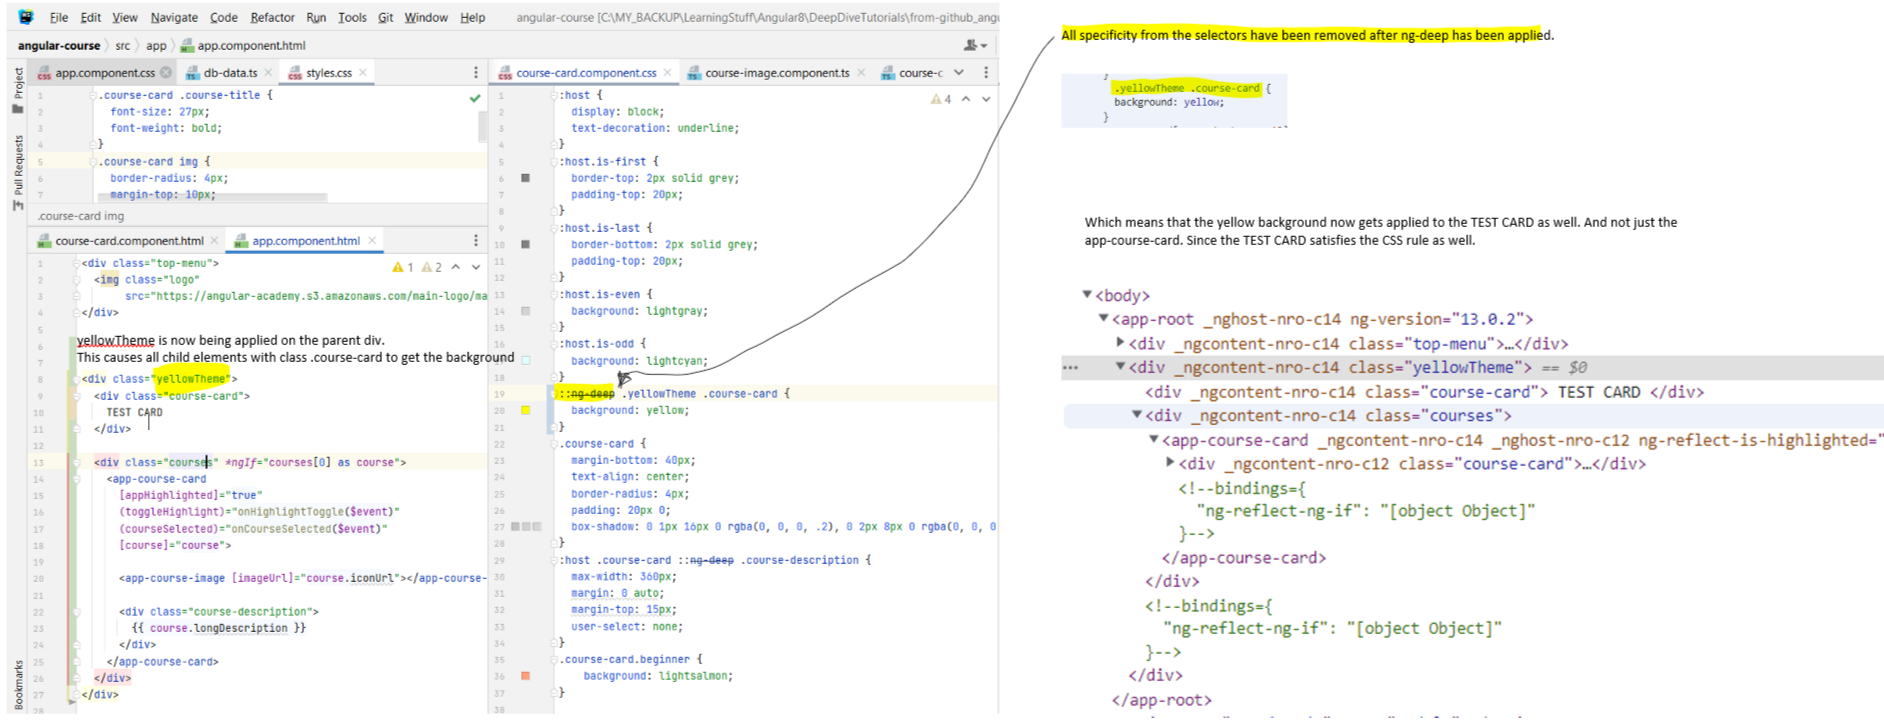 File Edit View Navigate Code Refactor Run Tools Git Window Help angular-course [C:\MY_BACKUP\LearningStuff\Angular8\DeepDiveTutorials\from-github_angu
angular-course src app app.component.html
Project
Pull Requests
Bookmarks
app.component.css db-data.ts styles.css
1 .course-card .course-title {
2 font-size: 27px;
3 font-weight: bold;
4 }
5 .course-card img {
6 border-radius: 4px;
7 margin-top: 10px;
.course-card img
course-card.component.html app.component.html
1 2
1 <div class="top-menu">
2 <img class="logo"
3 src="https://angular-academy.s3.amazonaws.com/main-logo/ma
4 </div>
5
6 yellowTheme is now being applied on the parent div.
7 This causes all child elements with class .course-card to get the background
8 <div class="yellowTheme">
9 <div class="course-card">
10 TEST CARD
11 </div>
12
13 <div class="courses" *ngIf="courses[0] as course">
14 <app-course-card
15 [appHighlighted]="true"
16 (toggleHighlight)="onHighlightToggle($event)"
17 (courseSelected)="onCourseSelected($event)"
18 [course]="course">
19
20 <app-course-image [imageUrl]="course.iconUrl"></app-course-
21
22 <div class="course-description">
23 {{ course.longDescription }}
24 </div>
25 </app-course-card>
26 </div>
27 </div>
course-card.component.css course-image.component.ts course-c
4
1 :host {
2 display: block;
3 text-decoration: underline;
4 }
5 :host.is-first {
6 border-top: 2px solid grey;
7 padding-top: 20px;
8 }
9 :host.is-last {
10 border-bottom: 2px solid grey;
11 padding-top: 20px;
12 }
13 :host.is-even {
14 background: lightgray;
15 }
16 :host.is-odd {
17 background: lightcyan;
18 }
19 ::ng-deep .yellowTheme .course-card {
20 background: yellow;
21 }
22 .course-card {
23 margin-bottom: 40px;
24 text-align: center;
25 border-radius: 4px;
26 padding: 20px 0;
27 box-shadow: 0 1px 16px 0 rgba(0, 0, 0, .2), 0 2px 8px 0 rgba(0, 0, 0
28 }
29 :host .course-card ::ng-deep .course-description {
30 max-width: 360px;
31 margin: 0 auto;
32 margin-top: 15px;
33 user-select: none;
34 }
35 .course-card.beginner {
36 background: lightsalmon;
37 }
38
All specificity from the selectors have been removed after ng-deep has been applied.
}
.yellowTheme .course-card {
background: yellow;
}
Which means that the yellow background now gets applied to the TEST CARD as well. And not just the
app-course-card. Since the TEST CARD satisfies the CSS rule as well.
<body>
<app-root _nghost-nro-c14 ng-version="13.0.2">
<div _ngcontent-nro-c14 class="top-menu">…</div>
<div _ngcontent-nro-c14 class="yellowTheme"> == $0
<div _ngcontent-nro-c14 class="course-card"> TEST CARD </div>
<div _ngcontent-nro-c14 class="courses">
<app-course-card _ngcontent-nro-c14 _nghost-nro-c12 ng-reflect-is-highlighted="
<div _ngcontent-nro-c12 class="course-card">…</div>
<!--bindings={
"ng-reflect-ng-if": "[object Object]"
}-->
</app-course-card>
</div>
<!--bindings={
"ng-reflect-ng-if": "[object Object]"
}-->
</div>
</app-root>